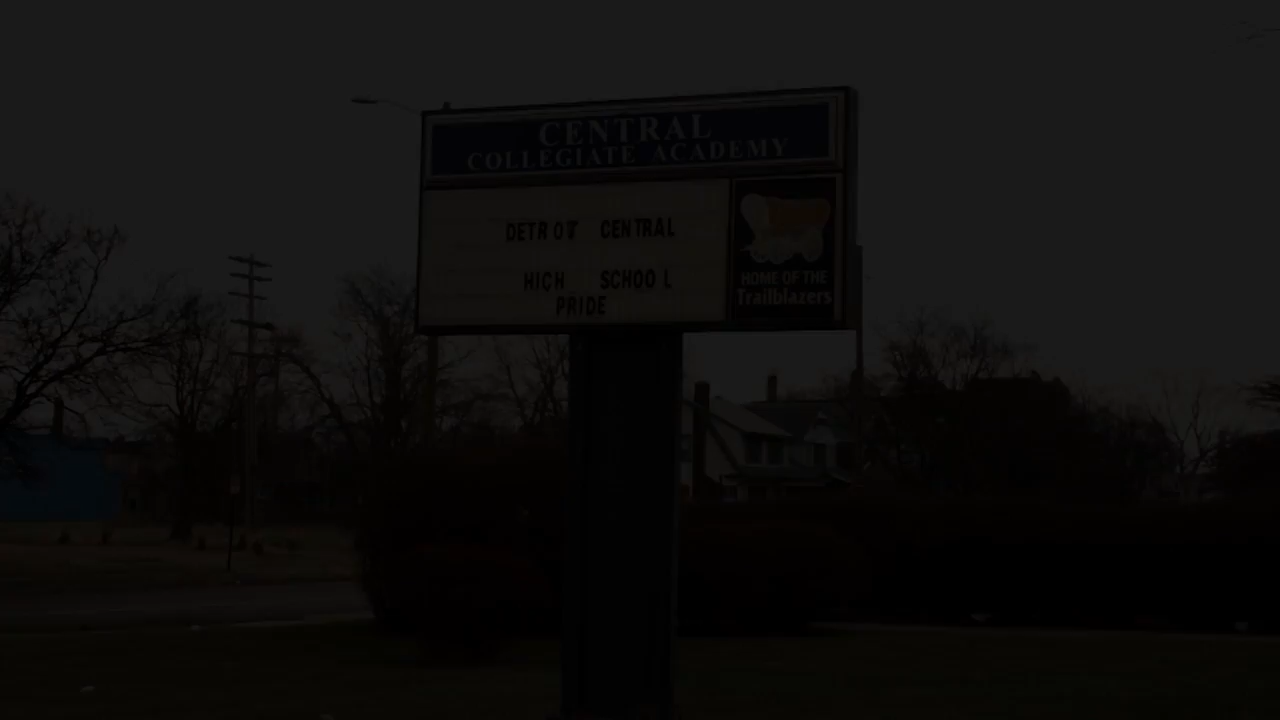 CENTRAL
COLLEGIATE ACADEMY
DETROIT CENTRAL
HIGH SCHOOL
PRIDE
HOME OF THE
Trailblazers